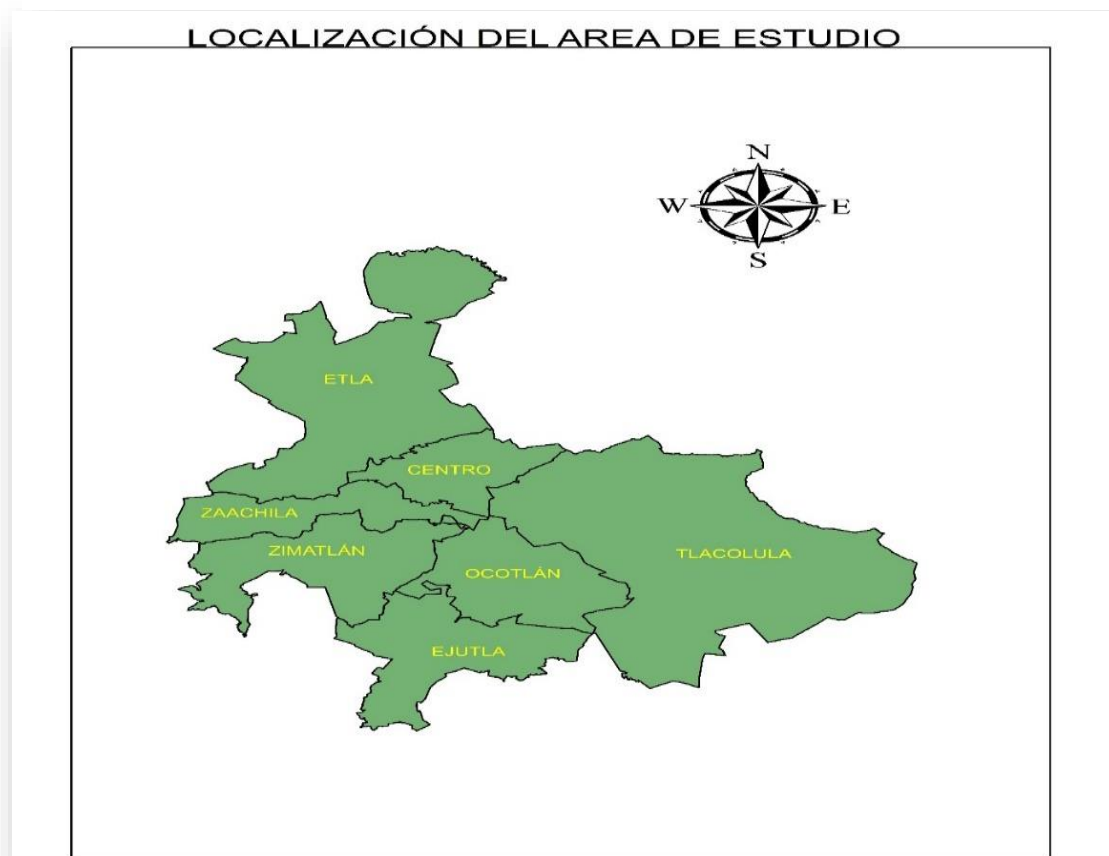 LOCALIZACIÓN DEL AREA DE ESTUDIO
N
W E
S
ETLA
CENTRO
ZAACHILA
ZIMATLÁN
TLACOLULA
OCOTLÁN
EJUTLA